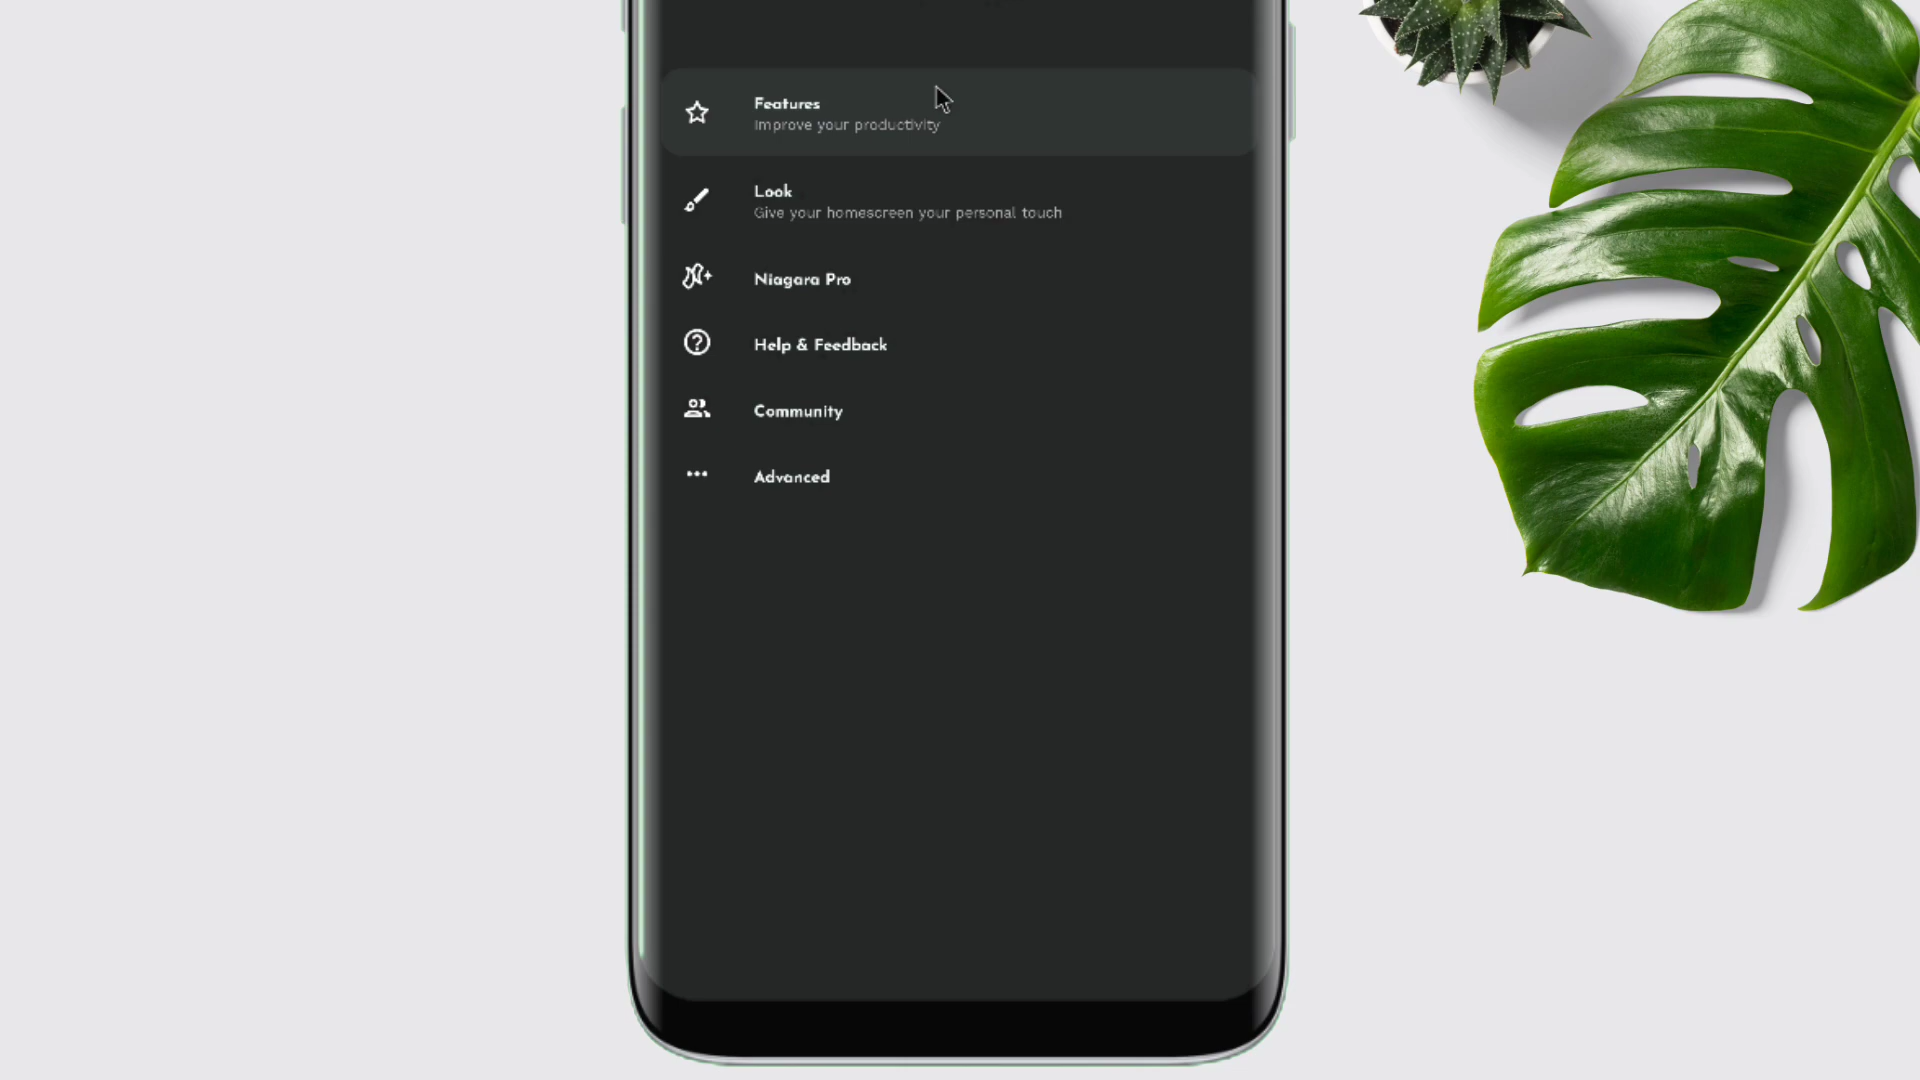 Features
Improve your productivity
Look
Give your homescreen your personal touch
Niagara Pro
Help & Feedback
Community
Advanced